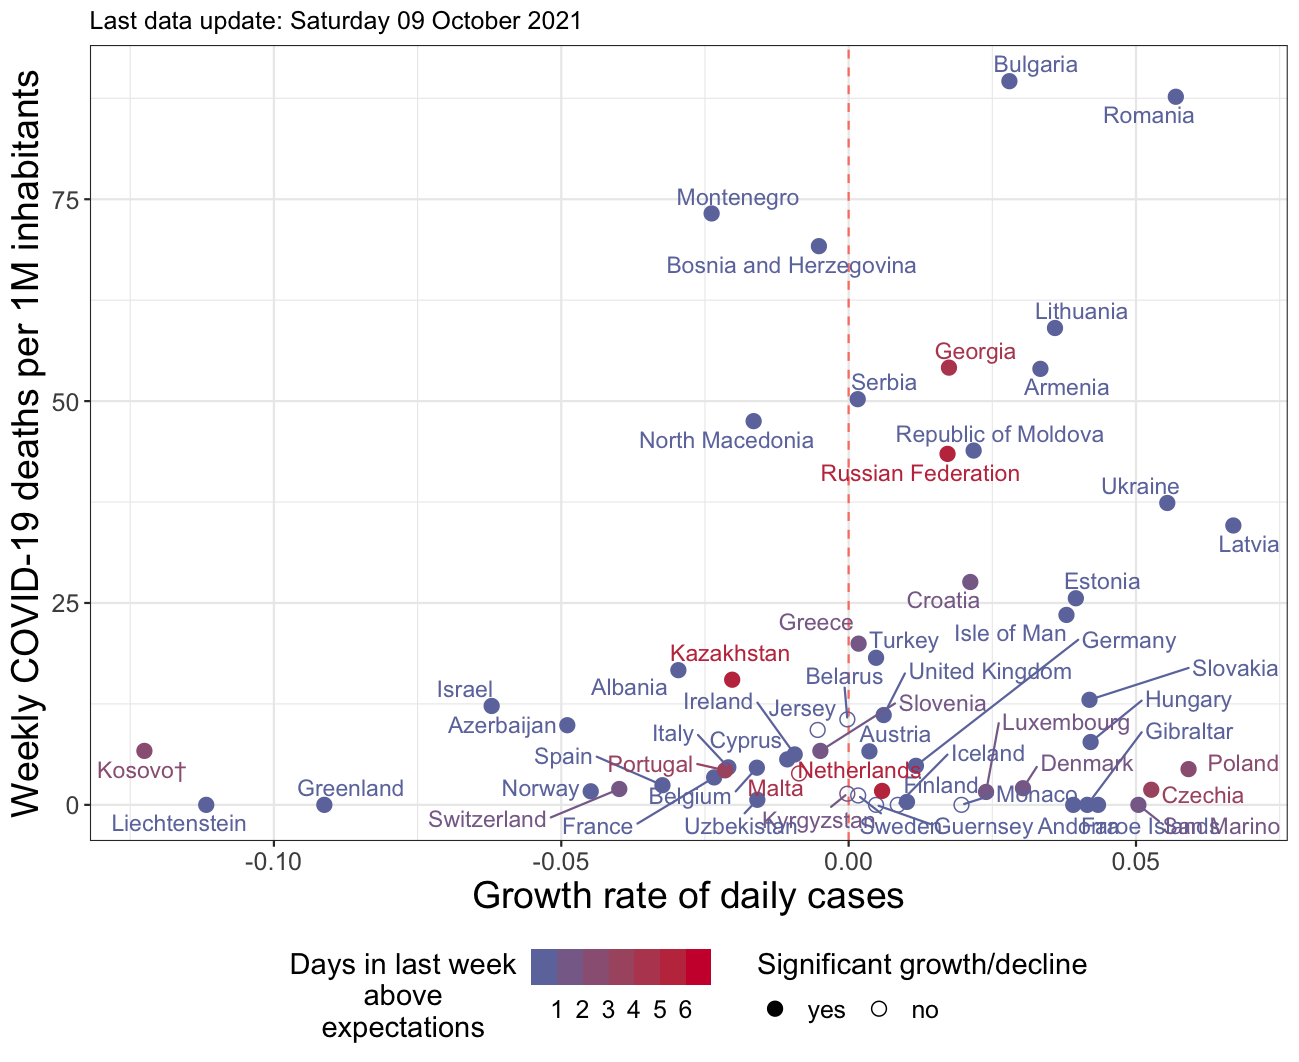 Last data update: Saturday 09 October 2021
Weekly COVID-19 deaths per 1M inhabitants
75
50
25
0
Bulgaria
Romania
Montenegro
Bosnia and Herzegovina
Lithuania
Georgia
Serbia
Armenia
North Macedonia
Republic of Moldova
Russian Federation
Ukraine
Latvia
Estonia
Croatia
Greece
Turkey
Isle of Man
Germany
Kazakhstan
Albania
Belarus
United Kingdom
Slovakia
Israel
Ireland
Jersey
Slovenia
Hungary
Azerbaijan
Italy
Cyprus
Austria
Luxembourg
Gibraltar
Spain
Portugal
Iceland
Kosovo†
Netherlands
Denmark
Poland
Greenland
Norway
Belgium
Malta
Finland
Monaco
Czechia
Liechtenstein
Switzerland
France
Uzbekistan
Kyrgyzstan
Sweden
Guernsey
Andorra
Faroe Islands
San Marino
-0.10
-0.05
0.00
0.05
Growth rate of daily cases
Days in last week
above
expectations
1 2 3 4 5 6
Significant growth/decline
yes
no